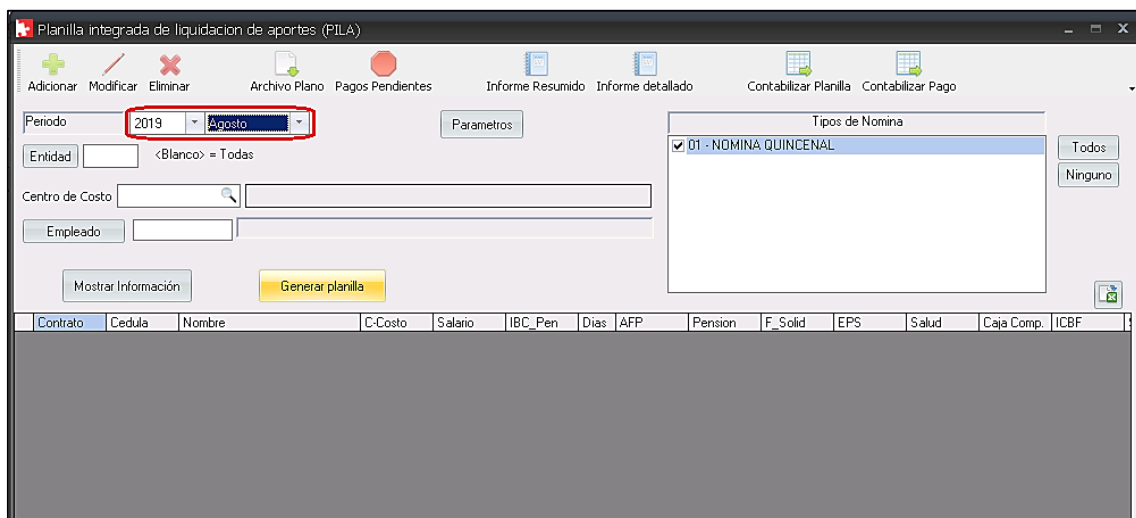 Planilla integrada de liquidacion de aportes (PILA)
Adicionar Modificar Eliminar Archivo Plano Pagos Pendientes Informe Resumido Informe detallado Contabilizar Planilla Contabilizar Pago
Periodo 2019 Agosto Parametros Tipos de Nomina
01 - NOMINA QUINCENAL Todos
Entidad <Blanco> = Todas
Ninguno
Centro de Costo
Empleado
Mostrar Información Generar planilla
Contrato Cedula Nombre C-Costo Salario IBC_Pen Dias AFP Pension F_Solid EPS Salud Caja Comp. ICBF